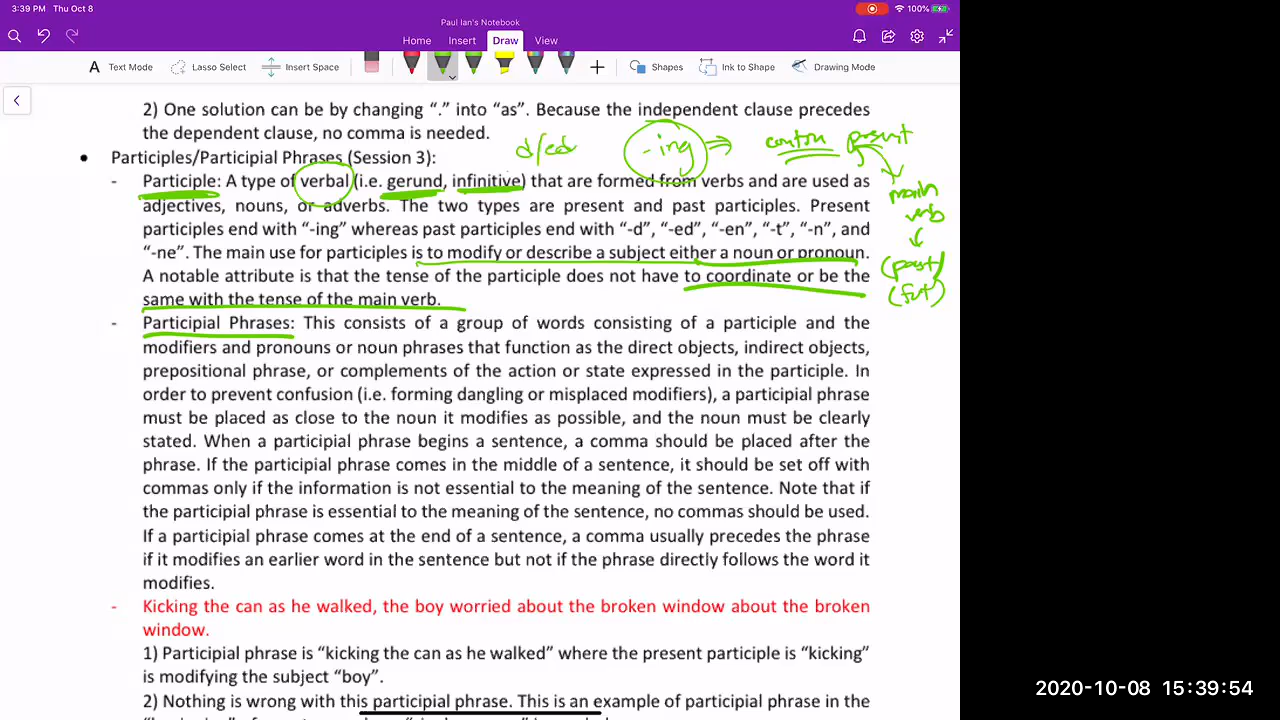 3:39 PM Thu Oct 8
100%
Paul Ian's Notebook
Home Insert Draw View
Text Mode Lasso Select Insert Space Shapes Ink to Shape Drawing Mode
2) One solution can be by changing “.” into “as”. Because the independent clause precedes
the dependent clause, no comma is needed.
d/ed -ing contin present
main
verb
(past)
(fut)
• Participles/Participial Phrases (Session 3):
- Participle: A type of verbal (i.e. gerund, infinitive) that are formed from verbs and are used as
adjectives, nouns, or adverbs. The two types are present and past participles. Present
participles end with “-ing” whereas past participles end with “-d”, “-ed”, “-en”, “-t”, “-n”, and
“-ne”. The main use for participles is to modify or describe a subject either a noun or pronoun.
A notable attribute is that the tense of the participle does not have to coordinate or be the
same with the tense of the main verb.
- Participial Phrases: This consists of a group of words consisting of a participle and the
modifiers and pronouns or noun phrases that function as the direct objects, indirect objects,
prepositional phrase, or complements of the action or state expressed in the participle. In
order to prevent confusion (i.e. forming dangling or misplaced modifiers), a participial phrase
must be placed as close to the noun it modifies as possible, and the noun must be clearly
stated. When a participial phrase begins a sentence, a comma should be placed after the
phrase. If the participial phrase comes in the middle of a sentence, it should be set off with
commas only if the information is not essential to the meaning of the sentence. Note that if
the participial phrase is essential to the meaning of the sentence, no commas should be used.
If a participial phrase comes at the end of a sentence, a comma usually precedes the phrase
if it modifies an earlier word in the sentence but not if the phrase directly follows the word it
modifies.
- Kicking the can as he walked, the boy worried about the broken window about the broken
window.
1) Participial phrase is “kicking the can as he walked” where the present participle is “kicking”
is modifying the subject “boy”.
2) Nothing is wrong with this participial phrase. This is an example of participial phrase in the
2020-10-08 15:39:54